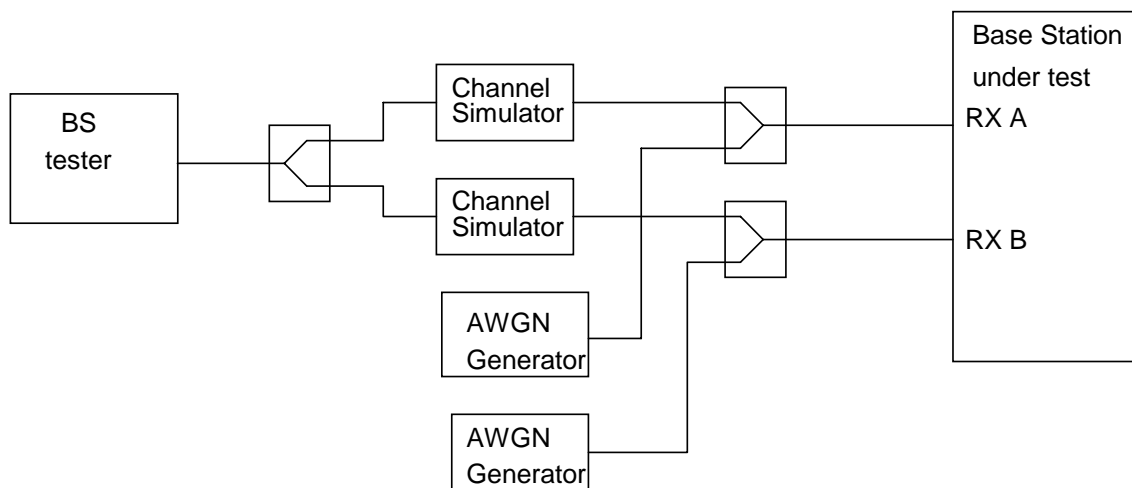 BS
tester
Channel
Simulator
Channel
Simulator
AWGN
Generator
AWGN
Generator
Base Station
under test
RX A
RX B